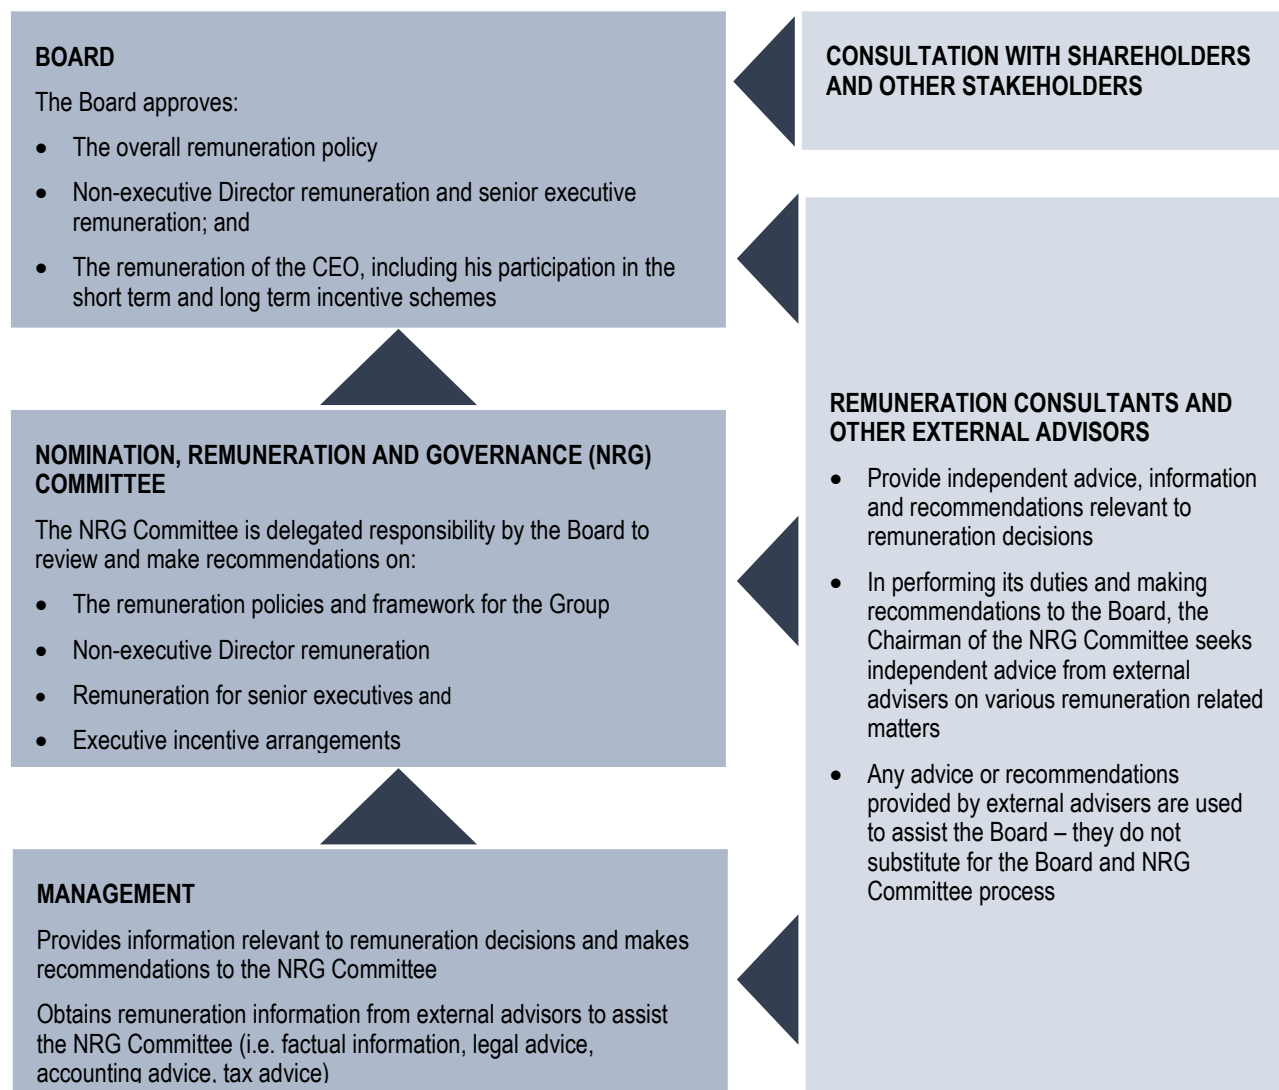 BOARD
The Board approves:
• The overall remuneration policy
• Non-executive Director remuneration and senior executive
remuneration; and
• The remuneration of the CEO, including his participation in the
short term and long term incentive schemes
CONSULTATION WITH SHAREHOLDERS
AND OTHER STAKEHOLDERS
NOMINATION, REMUNERATION AND GOVERNANCE (NRG)
COMMITTEE
The NRG Committee is delegated responsibility by the Board to
review and make recommendations on:
• The remuneration policies and framework for the Group
• Non-executive Director remuneration
• Remuneration for senior executives and
• Executive incentive arrangements
MANAGEMENT
Provides information relevant to remuneration decisions and makes
recommendations to the NRG Committee
Obtains remuneration information from external advisors to assist
the NRG Committee (i.e. factual information, legal advice,
accounting advice, tax advice)
REMUNERATION CONSULTANTS AND
OTHER EXTERNAL ADVISORS
• Provide independent advice, information
and recommendations relevant to
remuneration decisions
• In performing its duties and making
recommendations to the Board, the
Chairman of the NRG Committee seeks
independent advice from external
advisers on various remuneration related
matters
• Any advice or recommendations
provided by external advisers are used
to assist the Board – they do not
substitute for the Board and NRG
Committee process